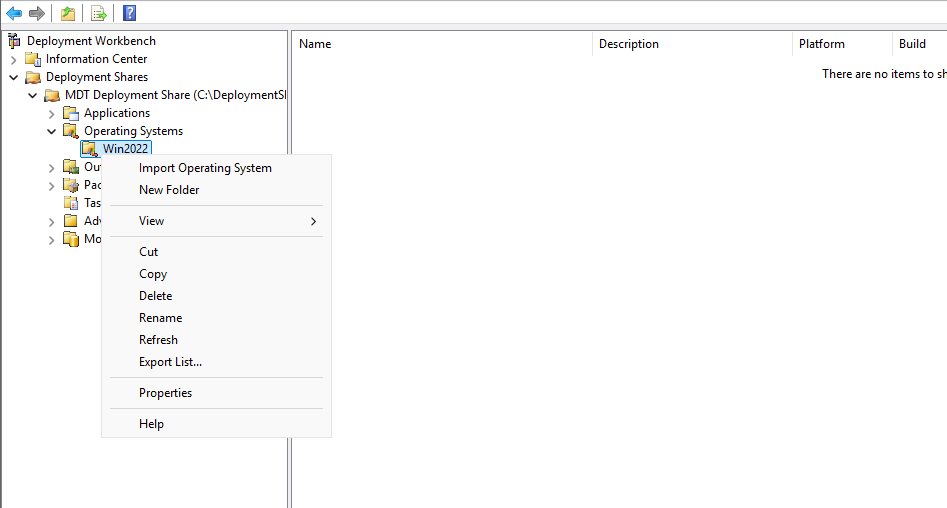 Deployment Workbench
Information Center
Deployment Shares
MDT Deployment Share (C:\DeploymentSl
Applications
Operating Systems
Win2022
Out
Pac
Tas
Adv
Mo
Import Operating System
New Folder
View
Cut
Copy
Delete
Rename
Refresh
Export List...
Properties
Help
Name Description Platform Build
There are no items to sh